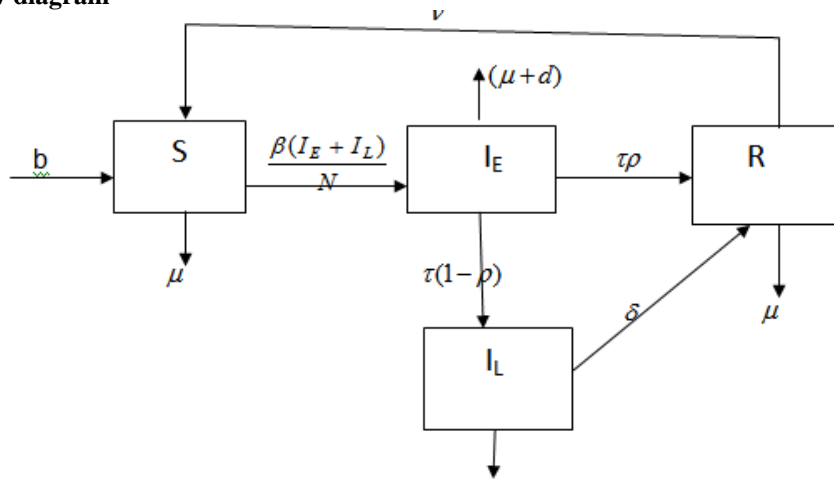 diagram
ν
(μ+d)
S
β(I_E + I_L)
N
I_E
R
b
τρ
μ
τ(1−ρ)
δ
μ
I_L